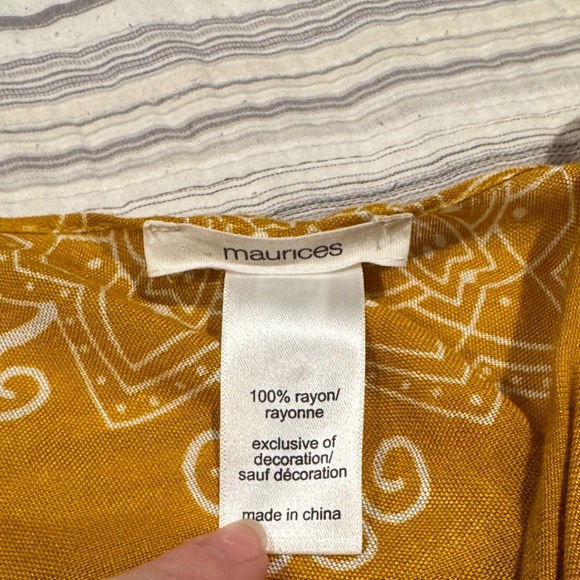 maurices
100% rayon/
rayonne
exclusive of
decoration/
sauf décoration
made in china